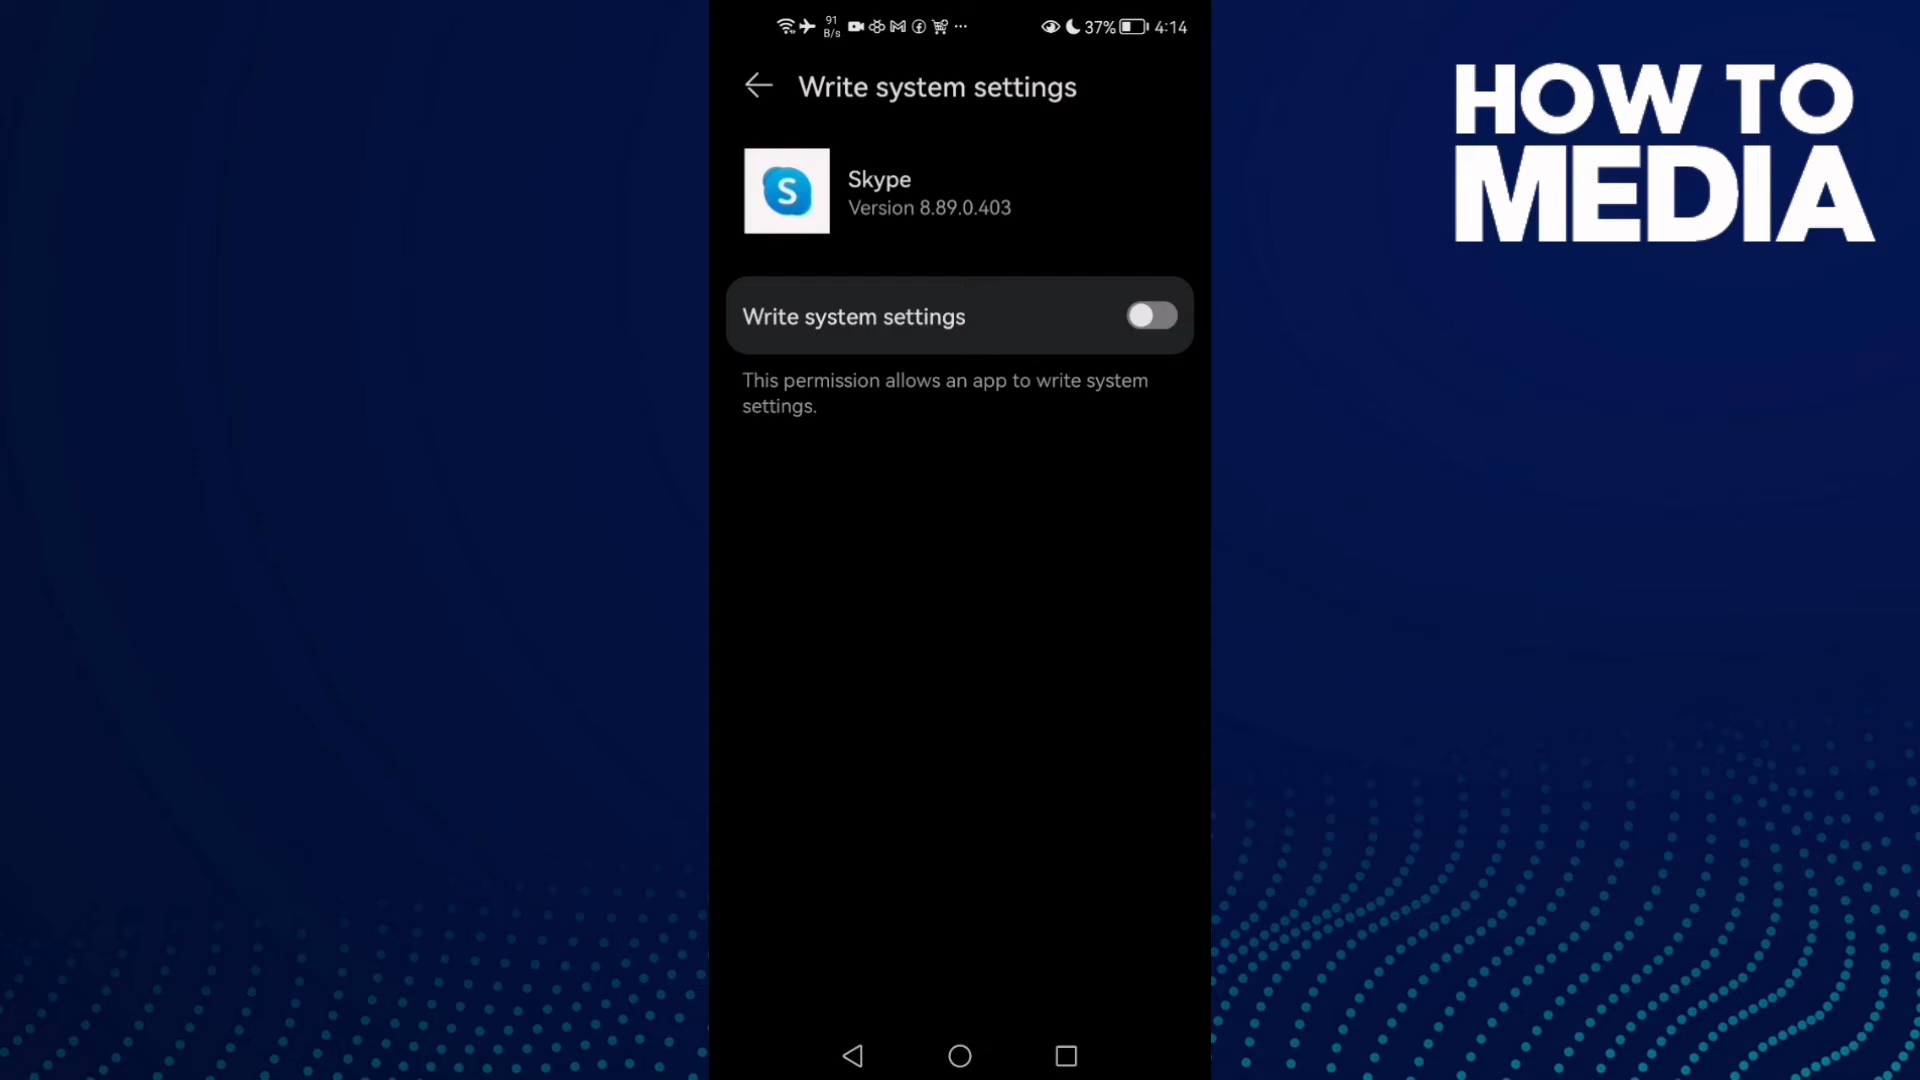 91
B/s
37% 4:14
Write system settings
HOW TO
MEDIA
S
Skype
Version 8.89.0.403
Write system settings
This permission allows an app to write system
settings.